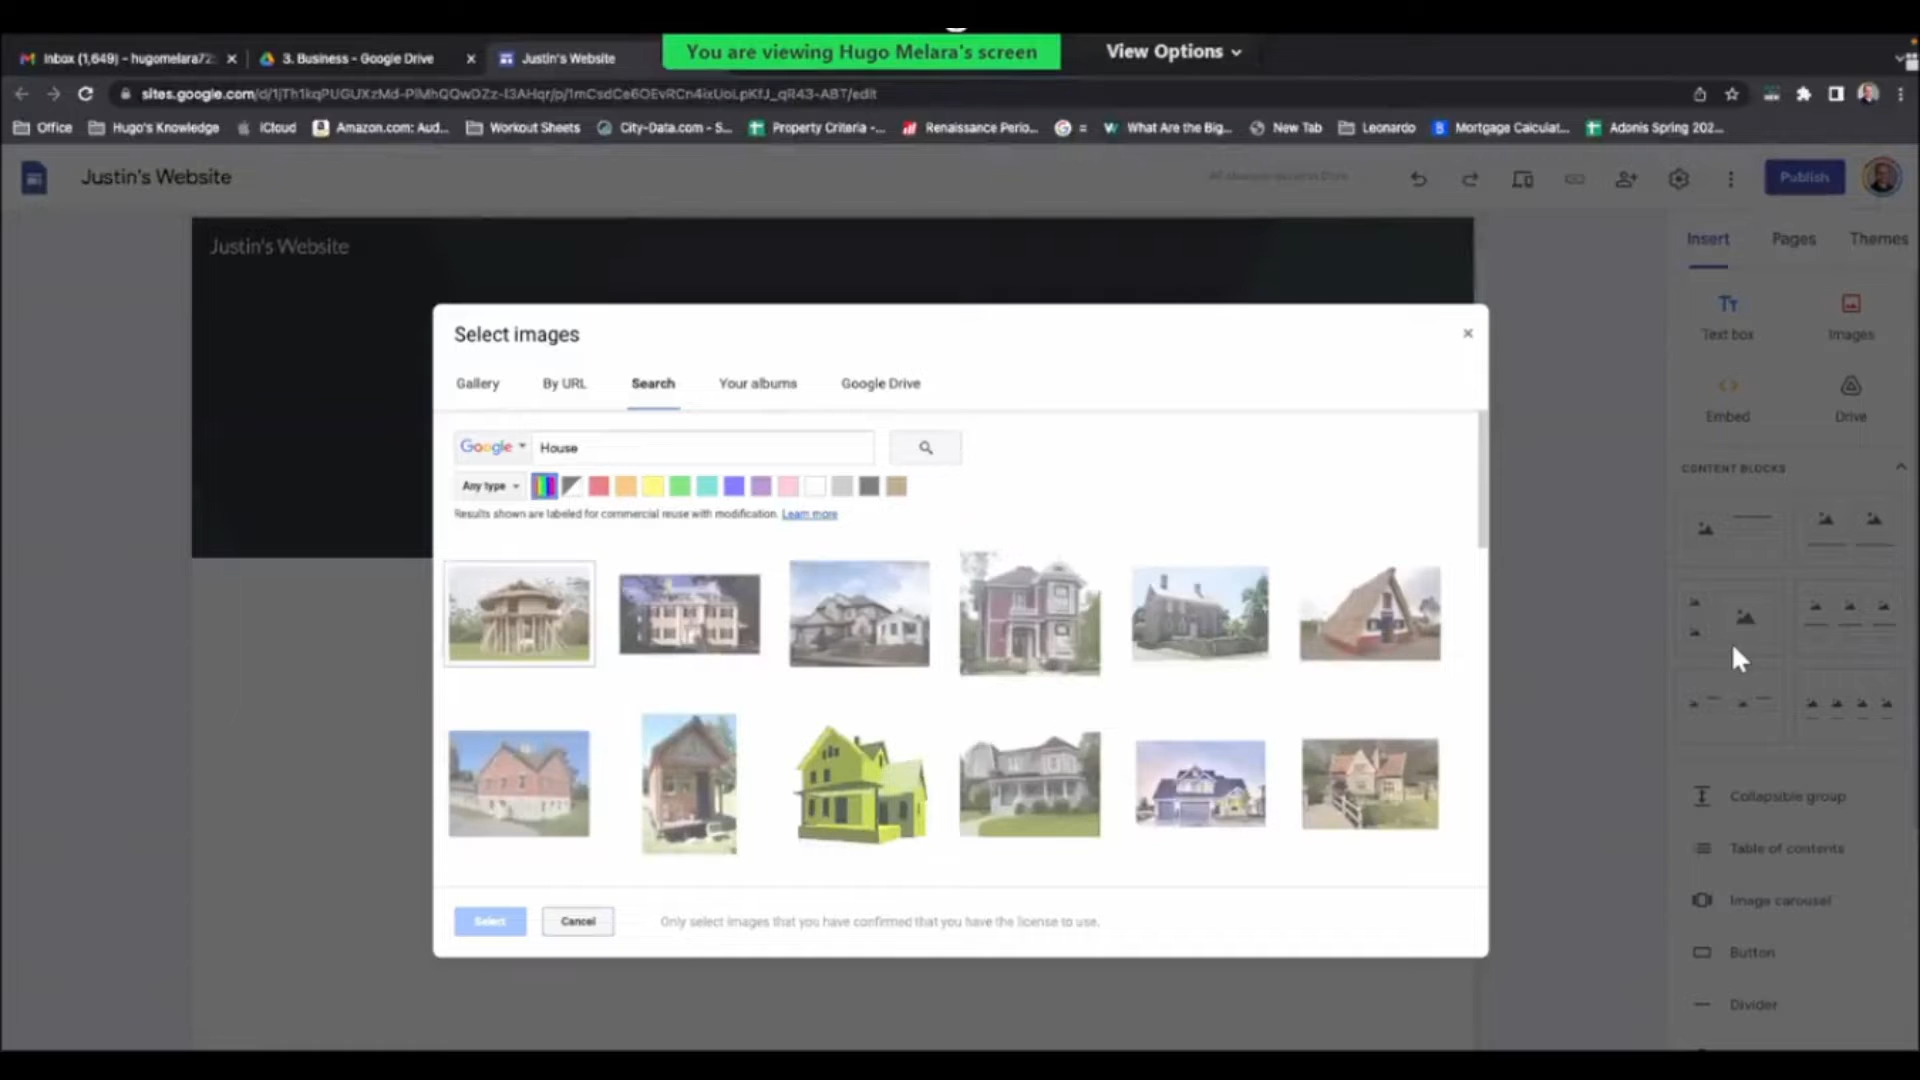 You are viewing Hugo Melara's screen
View Options
Inbox (1,649) - hugomelara72
3. Business - Google Drive
Justin's Website
Office
Hugo's Knowledge
iCloud
Amazon.com: Aud...
Workout Sheets
City-Data.com - S...
Property Criteria -...
Renaissance Perio...
=
What Are the Big...
New Tab
Leonardo
Mortgage Calculat...
Adonis Spring 202...
Justin's Website
Publish
Justin's Website
Insert
Pages
Themes
Text box
Images
Embed
Drive
CONTENT BLOCKS
Collapsible group
Table of contents
Image carousel
Button
Divider
Select images
Gallery
By URL
Search
Your albums
Google Drive
Google
House
Any type
Results shown are labeled for commercial reuse with modification. Learn more
Select
Cancel
Only select images that you have confirmed that you have the license to use.